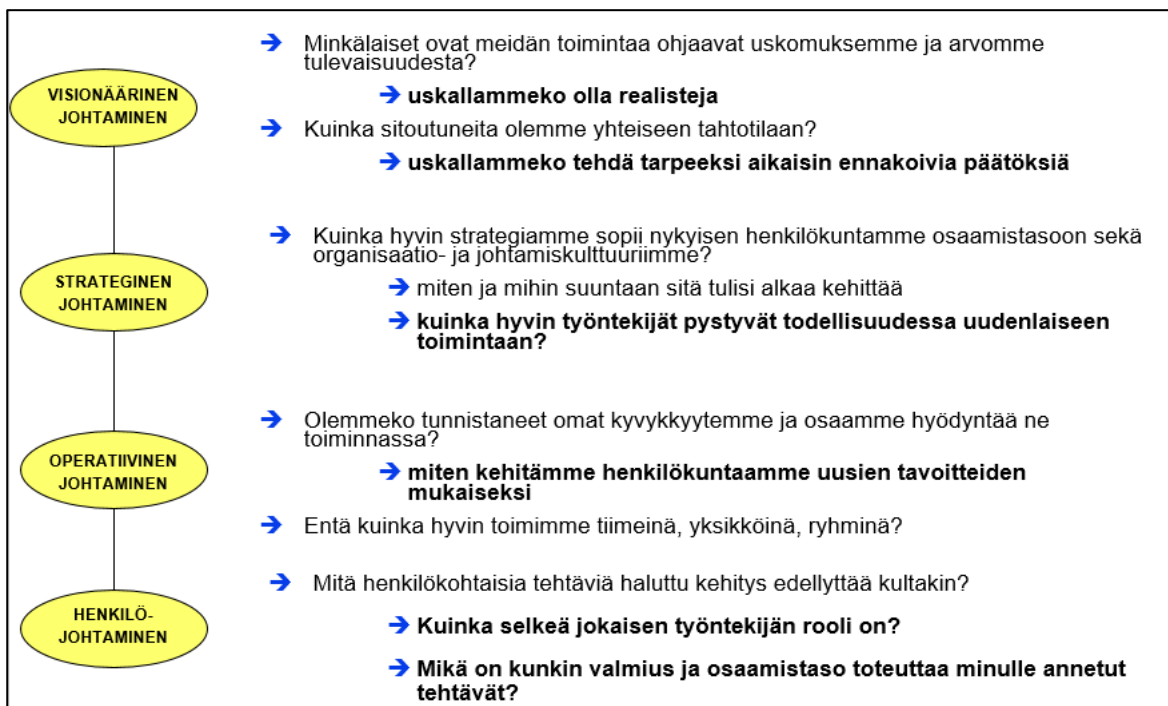 Minkälaiset ovat meidän toimintaa ohjaavat uskomuksemme ja arvomme
tulevaisuudesta?
VISIONÄÄRINEN
JOHTAMINEN
uskallammeko olla realisteja
Kuinka sitoutuneita olemme yhteiseen tahtotilaan?
uskallammeko tehdä tarpeeksi aikaisin ennakoivia päätöksiä
Kuinka hyvin strategiamme sopii nykyisen henkilökuntamme osaamistasoon sekä
organisaatio- ja johtamiskulttuuriimme?
STRATEGINEN
JOHTAMINEN
miten ja mihin suuntaan sitä tulisi alkaa kehittää
kuinka hyvin työntekijät pystyvät todellisuudessa uudenlaiseen
toimintaan?
Olemmeko tunnistaneet omat kyvykkyytemme ja osaamme hyödyntää ne
toiminnassa?
OPERATIIVINEN
JOHTAMINEN
miten kehitämme henkilökuntaamme uusien tavoitteiden
mukaiseksi
Entä kuinka hyvin toimimme tiimeinä, yksikköinä, ryhminä?
Mitä henkilökohtaisia tehtäviä haluttu kehitys edellyttää kultakin?
HENKILÖ-
JOHTAMINEN
Kuinka selkeä jokaisen työntekijän rooli on?
Mikä on kunkin valmius ja osaamistaso toteuttaa minulle annetut
tehtävät?